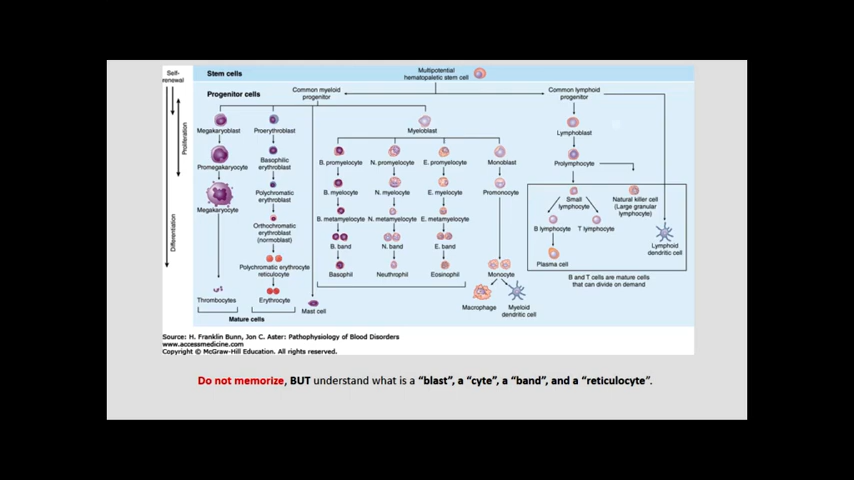 Self-
renewal
Stem cells
Multipotential
hematopoietic stem cell
Progenitor cells
Common myeloid
progenitor
Common lymphoid
progenitor
Proliferation
Differentiation
Megakaryoblast
Proerythroblast
Myeloblast
Lymphoblast
Promegakaryocyte
Basophilic
erythroblast
B. promyelocyte
N. promyelocyte
E. promyelocyte
Monoblast
Prolymphocyte
Megakaryocyte
Polychromatic
erythroblast
B. myelocyte
N. myelocyte
E. myelocyte
Promonocyte
Small
lymphocyte
Natural killer cell
(Large granular
lymphocyte)
Orthochromatic
erythroblast
(normoblast)
B. metamyelocyte
N. metamyelocyte
E. metamyelocyte
B lymphocyte
T lymphocyte
B. band
N. band
E. band
Lymphoid
dendritic cell
Polychromatic erythrocyte
reticulocyte
Basophil
Neutrophil
Eosinophil
Monocyte
Plasma cell
B and T cells are mature cells
that can divide on demand
Thrombocytes
Erythrocyte
Mast cell
Macrophage
Myeloid
dendritic cell
Mature cells
Source: H. Franklin Bunn, Jon C. Aster: Pathophysiology of Blood Disorders
www.accessmedicine.com
Copyright © McGraw-Hill Education. All rights reserved.
Do not memorize, BUT understand what is a “blast”, a “cyte”, a “band”, and a “reticulocyte”.